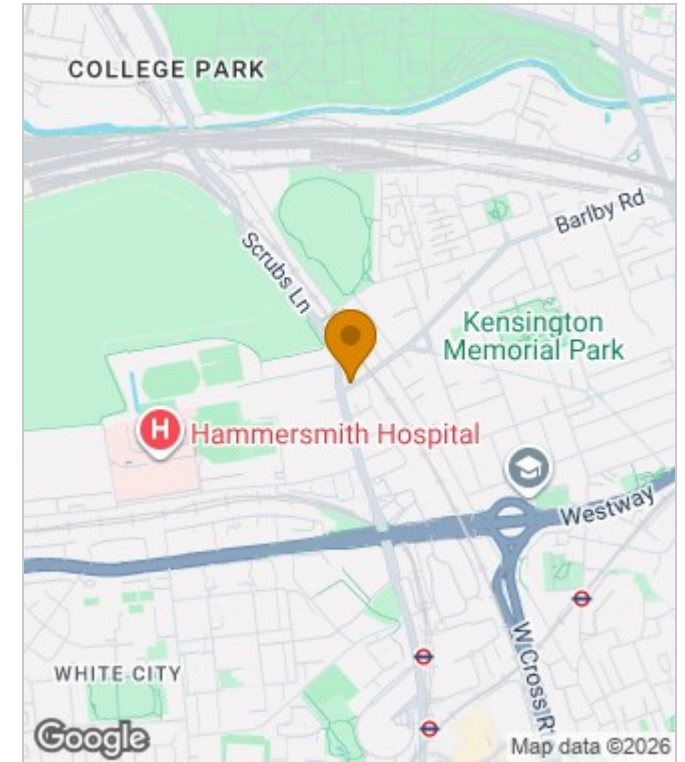 COLLEGE PARK
Barlby Rd
Scrubs Ln
Kensington
Memorial Park
H
Hammersmith Hospital
Westway
W Cross R
WHITE CITY
Google
Map data ©2026